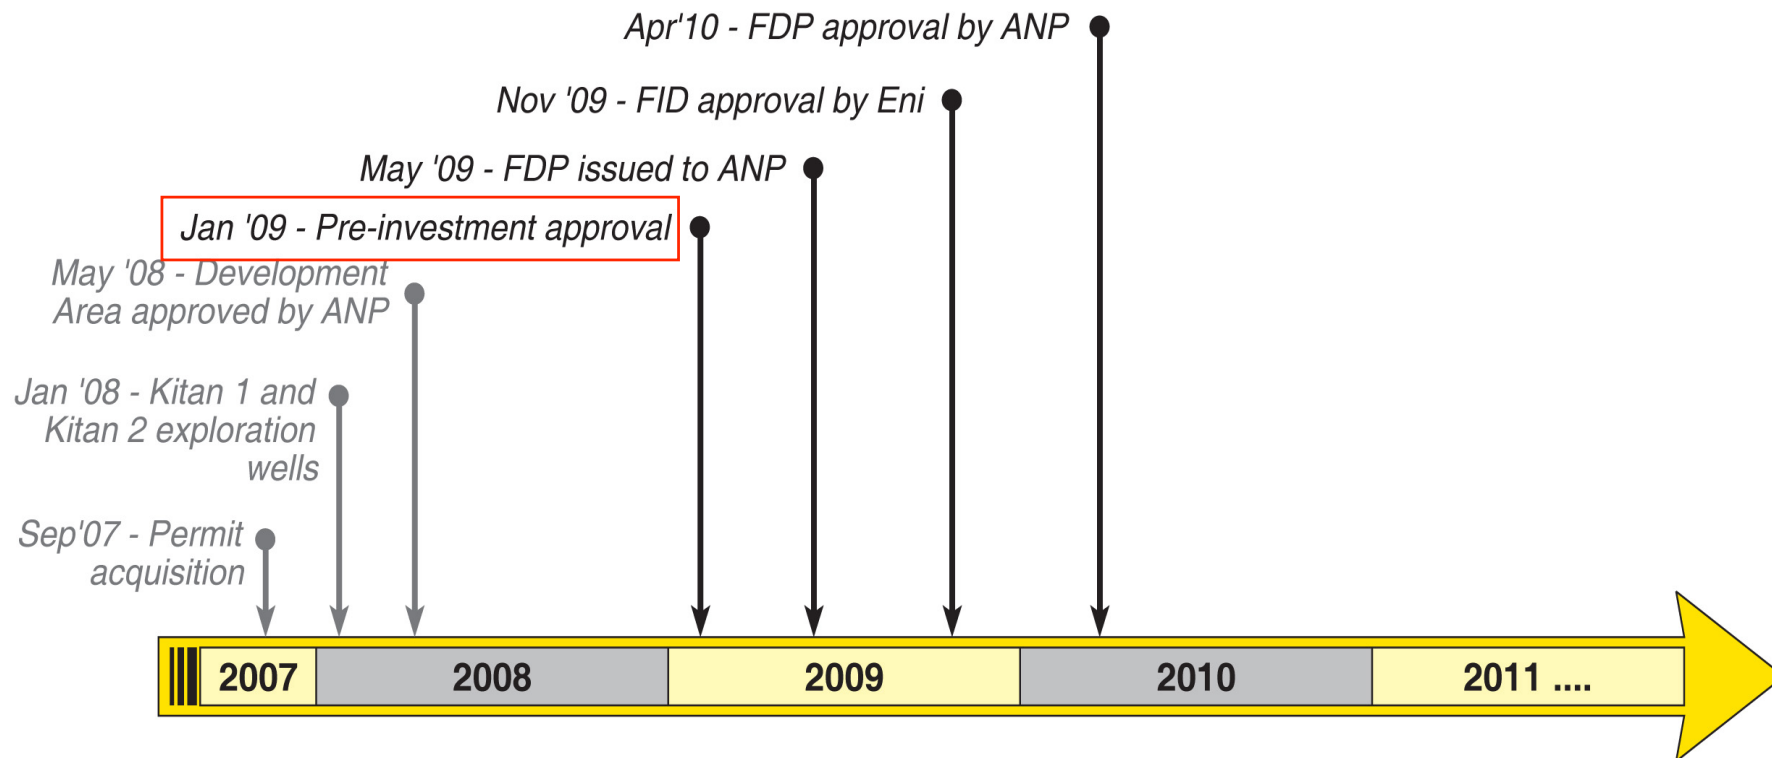 Apr'10 - FDP approval by ANP
Nov '09 - FID approval by Eni
May '09 - FDP issued to ANP
Jan '09 - Pre-investment approval
May '08 - Development
Area approved by ANP
Jan '08 - Kitan 1 and
Kitan 2 exploration
wells
Sep'07 - Permit
acquisition
2007 2008 2009 2010 2011 ....